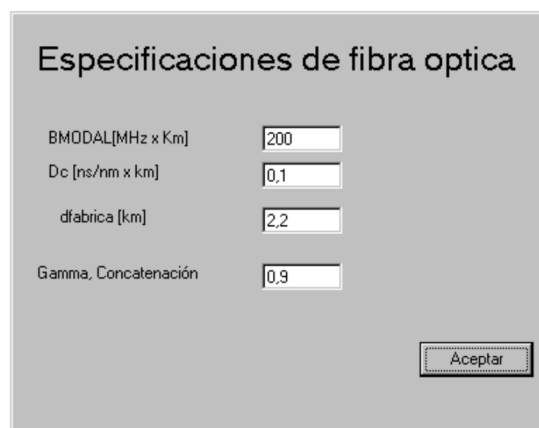 Especificaciones de fibra optica
BMODAL[MHz x Km] 200
Dc [ns/nm x km] 0,1
dfabrica [km] 2,2
Gamma, Concatenación 0,9
Aceptar